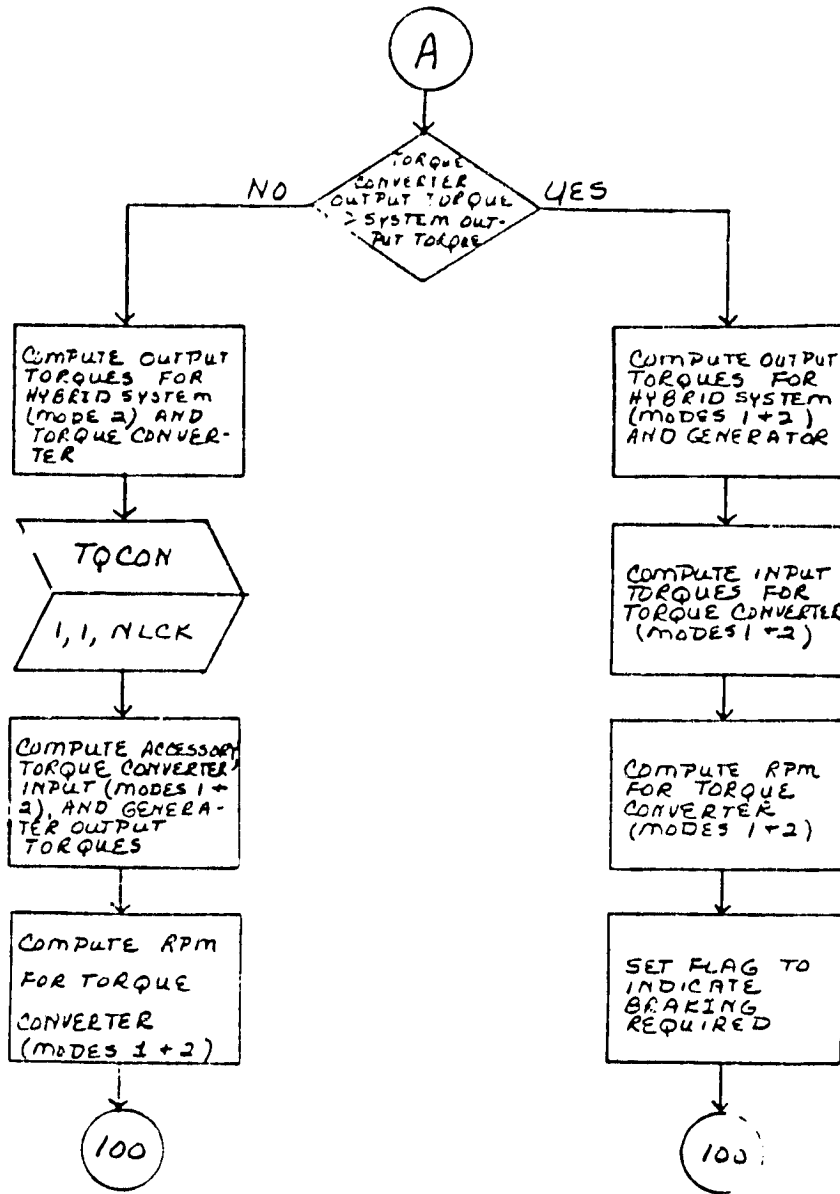 A
TORQUE
CONVERTER
OUTPUT TORQUE
> SYSTEM OUT-
PUT TORQUE
NO
YES
COMPUTE OUTPUT
TORQUES FOR
HYBRID SYSTEM
(MODE 2) AND
TORQUE CONVER-
TER
TQCON
1, 1, NLCK
COMPUTE ACCESSORY,
TORQUE CONVERTER
INPUT (MODES 1 +
2), AND GENERA-
TER OUTPUT
TORQUES
COMPUTE RPM
FOR TORQUE
CONVERTER
(MODES 1 + 2)
100
COMPUTE OUTPUT
TORQUES FOR
HYBRID SYSTEM
(MODES 1 + 2)
AND GENERATOR
COMPUTE INPUT
TORQUES FOR
TORQUE CONVERTER
(MODES 1 + 2)
COMPUTE RPM
FOR TORQUE
CONVERTER
(MODES 1 + 2)
SET FLAG TO
INDICATE
BRAKING
REQUIRED
100